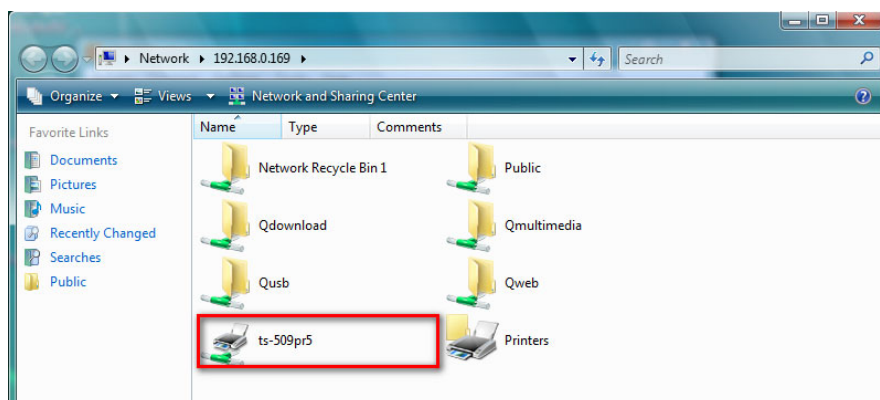 Network 192.168.0.169
Search
Organize Views Network and Sharing Center
Favorite Links
Documents
Pictures
Music
Recently Changed
Searches
Public
Name Type Comments
Network Recycle Bin 1 Public
Qdownload Qmultimedia
Qusb Qweb
ts-509pr5 Printers